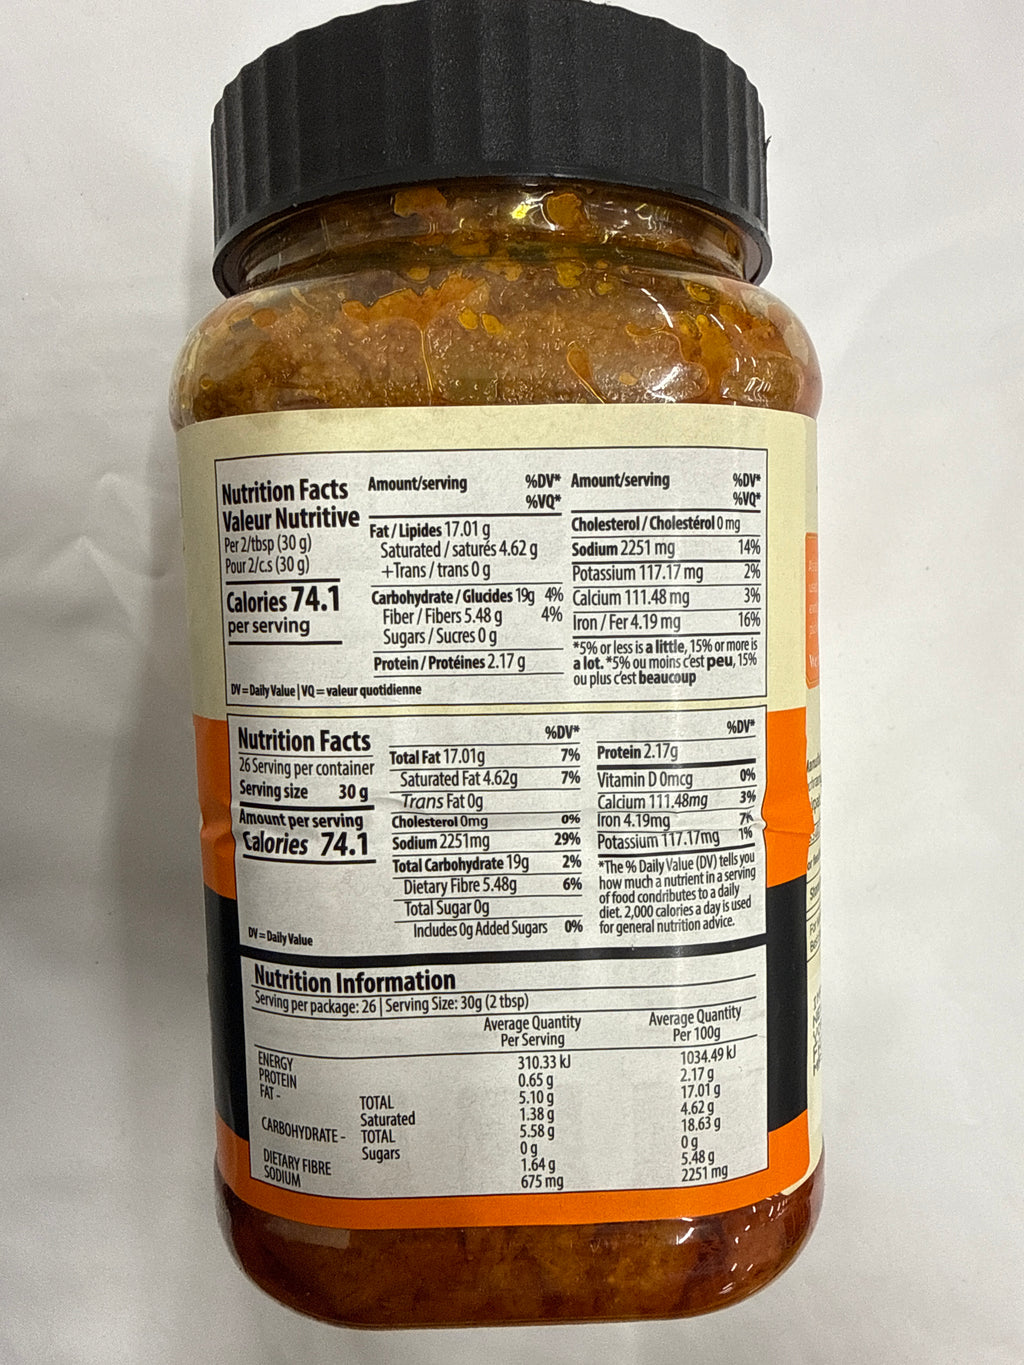 Nutrition Facts
Valeur Nutritive
Per 2/tbsp (30 g)
Pour 2/c.s (30 g)
Calories 74.1
per serving
Amount/serving %DV*
%VQ*
Fat / Lipides 17.01 g
Saturated / saturés 4.62 g
+Trans / trans 0 g
Carbohydrate / Glucides 19g 4%
Fiber / Fibers 5.48 g 4%
Sugars / Sucres 0 g
Protein / Protéines 2.17 g
Amount/serving %DV*
%VQ*
Cholesterol / Cholestérol 0 mg
Sodium 2251 mg 14%
Potassium 117.17 mg 2%
Calcium 111.48 mg 3%
Iron / Fer 4.19 mg 16%
*5% or less is a little, 15% or more is
a lot. *5% ou moins c'est peu, 15%
ou plus c'est beaucoup
DV = Daily Value | VQ = valeur quotidienne
Nutrition Facts
26 Serving per container
Serving size 30 g
Amount per serving
Calories 74.1
%DV*
Total Fat 17.01g 7%
Saturated Fat 4.62g 7%
Trans Fat 0g
Cholesterol 0mg 0%
Sodium 2251mg 29%
Total Carbohydrate 19g 2%
Dietary Fibre 5.48g 6%
Total Sugar 0g
Includes 0g Added Sugars 0%
%DV*
Protein 2.17g
Vitamin D 0mcg 0%
Calcium 111.48mg 3%
Iron 4.19mg 7%
Potassium 117.17mg 1%
*The % Daily Value (DV) tells you
how much a nutrient in a serving
of food condributes to a daily
diet. 2,000 calories a day is used
for general nutrition advice.
DV = Daily Value
Nutrition Information
Serving per package: 26 | Serving Size: 30g (2 tbsp)
Average Quantity Average Quantity
Per Serving Per 100g
ENERGY 310.33 kJ 1034.49 kJ
PROTEIN 0.65 g 2.17 g
FAT - TOTAL 5.10 g 17.01 g
Saturated 1.38 g 4.62 g
CARBOHYDRATE - TOTAL 5.58 g 18.63 g
Sugars 0 g 0 g
DIETARY FIBRE 1.64 g 5.48 g
SODIUM 675 mg 2251 mg